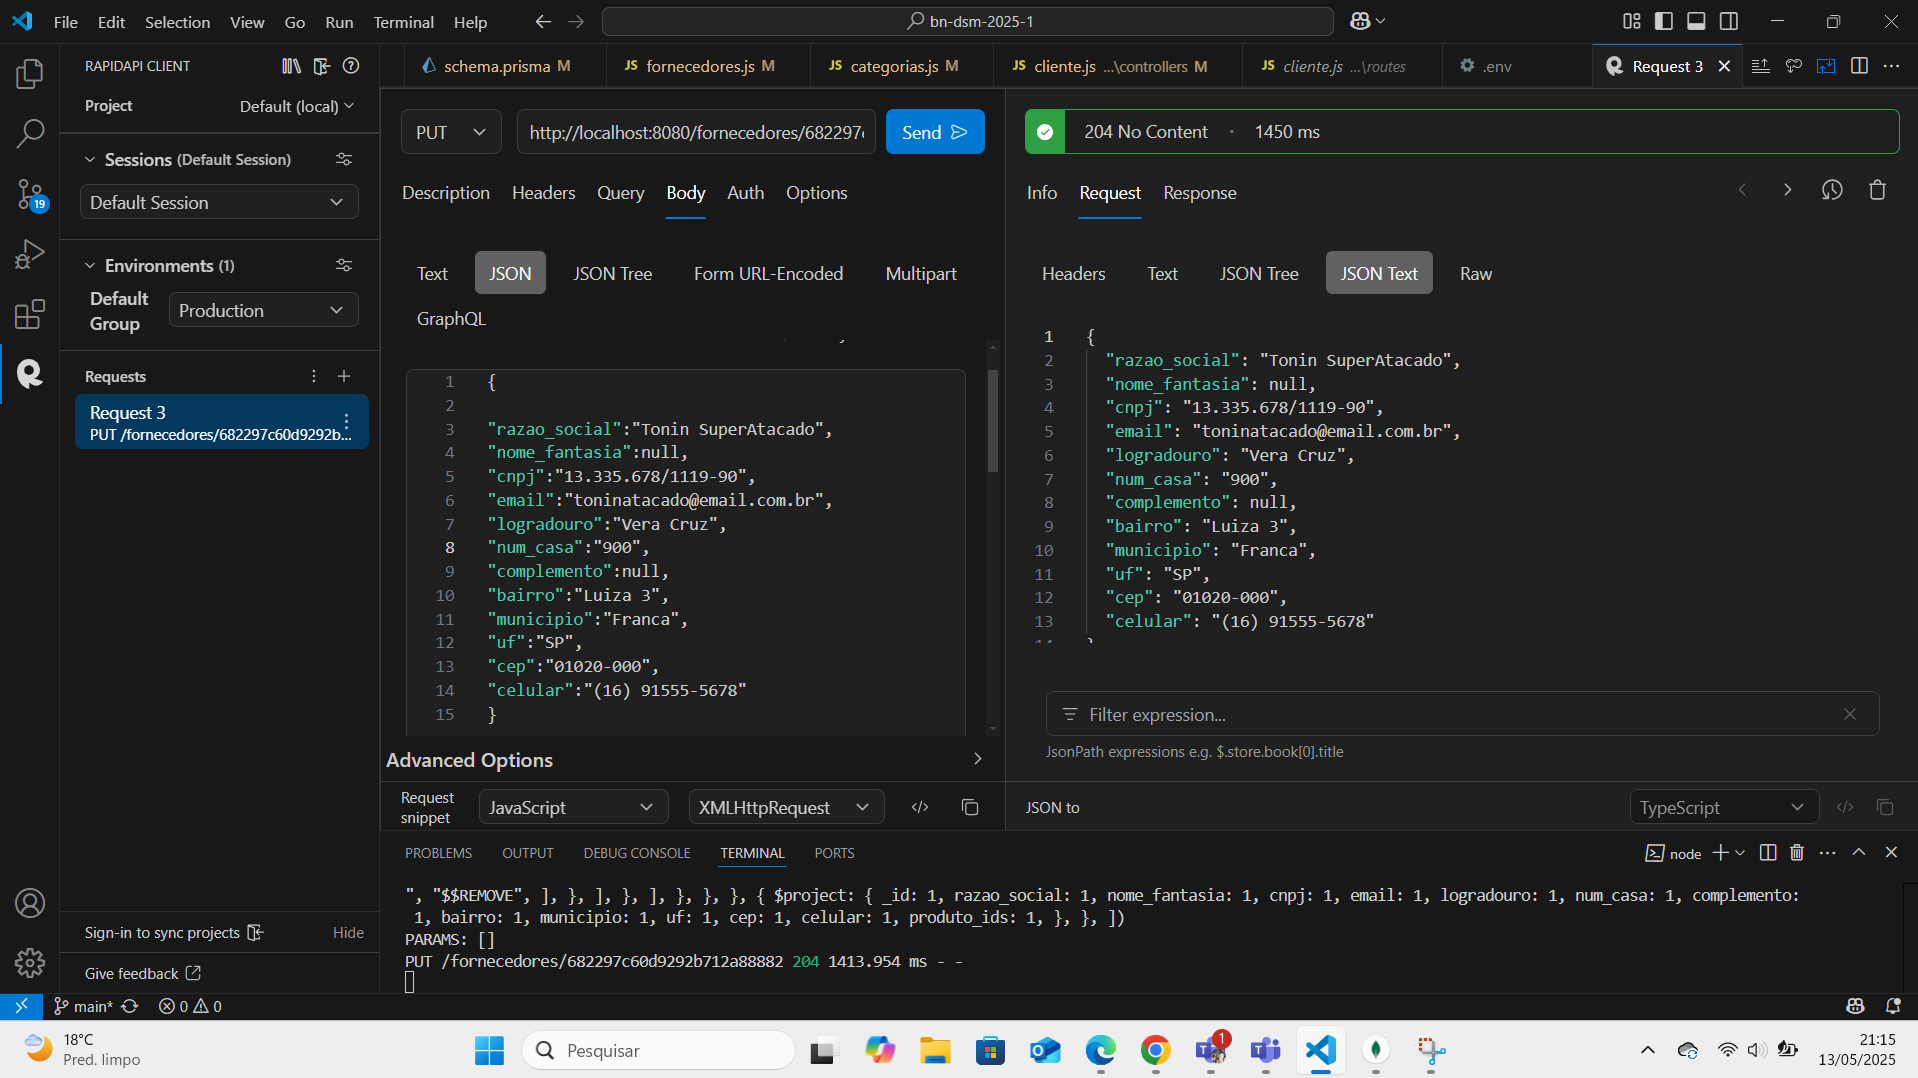 File Edit Selection View Go Run Terminal Help
bn-dsm-2025-1
RAPIDAPI CLIENT
Project
Default (local)
Sessions (Default Session)
Default Session
Environments (1)
Default Group
Production
Requests
Request 3
PUT /fornecedores/682297c60d9292b...
Sign-in to sync projects
Hide
Give feedback
19
schema.prisma M
JS fornecedores.js M
JS categorias.js M
JS cliente.js ...\controllers M
JS cliente.js ...\routes
.env
Request 3
PUT
http://localhost:8080/fornecedores/682297
Send
Description Headers Query Body Auth Options
Text JSON JSON Tree Form URL-Encoded Multipart
GraphQL
1 {
2
3 "razao_social":"Tonin SuperAtacado",
4 "nome_fantasia":null,
5 "cnpj":"13.335.678/1119-90",
6 "email":"toninatacado@email.com.br",
7 "logradouro":"Vera Cruz",
8 "num_casa":"900",
9 "complemento":null,
10 "bairro":"Luiza 3",
11 "municipio":"Franca",
12 "uf":"SP",
13 "cep":"01020-000",
14 "celular":"(16) 91555-5678"
15 }
Advanced Options
Request snippet
JavaScript
XMLHttpRequest
204 No Content • 1450 ms
Info Request Response
Headers Text JSON Tree JSON Text Raw
1 {
2 "razao_social": "Tonin SuperAtacado",
3 "nome_fantasia": null,
4 "cnpj": "13.335.678/1119-90",
5 "email": "toninatacado@email.com.br",
6 "logradouro": "Vera Cruz",
7 "num_casa": "900",
8 "complemento": null,
9 "bairro": "Luiza 3",
10 "municipio": "Franca",
11 "uf": "SP",
12 "cep": "01020-000",
13 "celular": "(16) 91555-5678"
Filter expression...
JsonPath expressions e.g. $.store.book[0].title
JSON to
TypeScript
PROBLEMS OUTPUT DEBUG CONSOLE TERMINAL PORTS
node
", "$$REMOVE", ], }, ], }, ], }, }, }, { $project: { _id: 1, razao_social: 1, nome_fantasia: 1, cnpj: 1, email: 1, logradouro: 1, num_casa: 1, complemento:
1, bairro: 1, municipio: 1, uf: 1, cep: 1, celular: 1, produto_ids: 1, }, }, ])
PARAMS: []
PUT /fornecedores/682297c60d9292b712a88882 204 1413.954 ms - -
main*
0 0
18°C
Pred. limpo
Pesquisar
1
21:15
13/05/2025